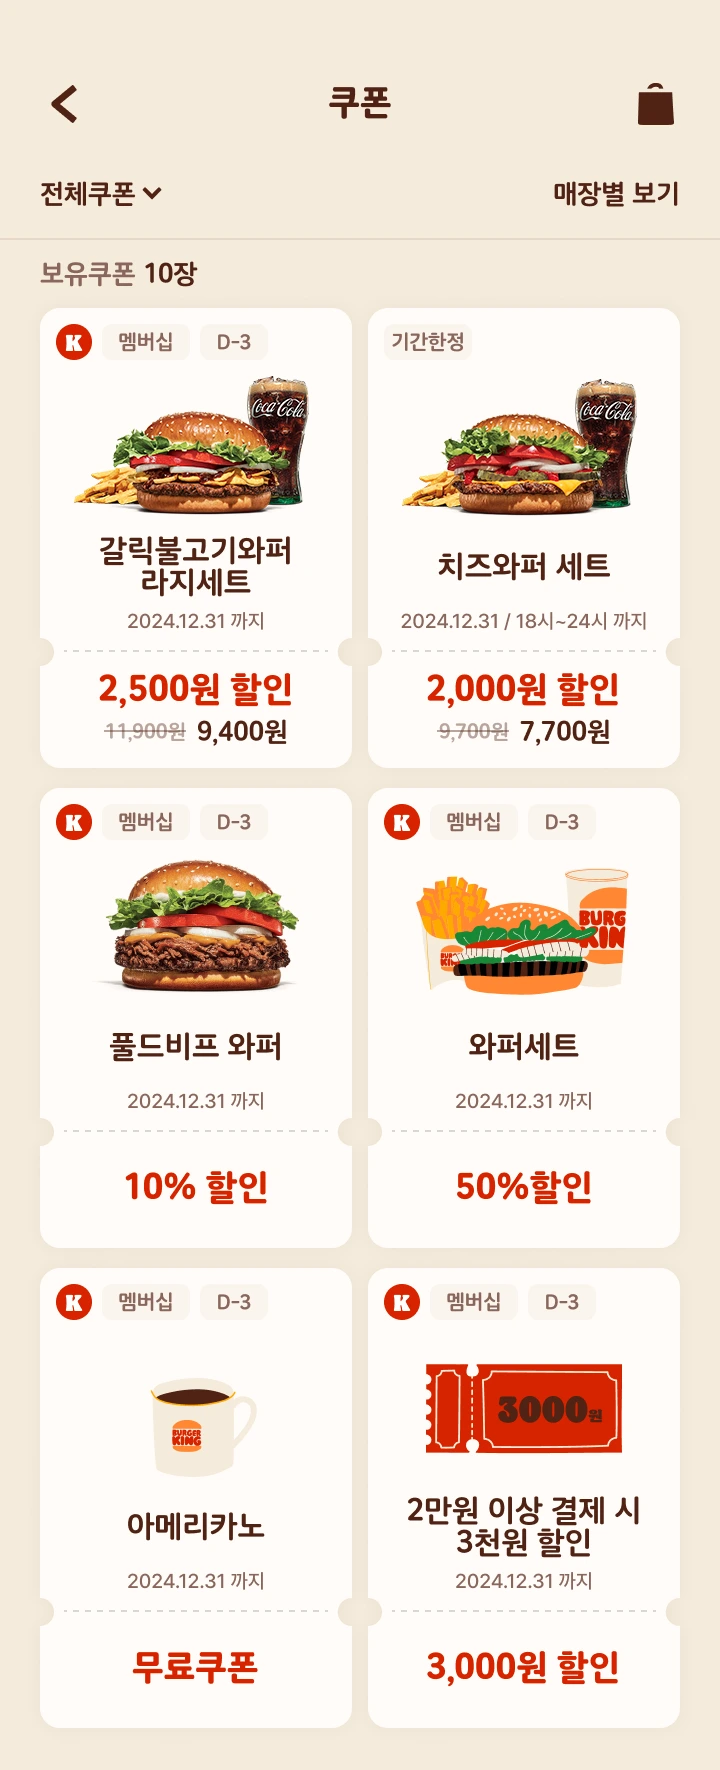 쿠폰
전체쿠폰
매장별 보기
보유쿠폰 10장
K 멤버십 D-3
Coca-Cola
갈릭불고기와퍼
라지세트
2024.12.31 까지
2,500원 할인
11,900원 9,400원
기간한정
Coca-Cola
치즈와퍼 세트
2024.12.31 / 18시~24시 까지
2,000원 할인
9,700원 7,700원
K 멤버십 D-3
풀드비프 와퍼
2024.12.31 까지
10% 할인
K 멤버십 D-3
BURG
KIN
BUR
KIN
와퍼세트
2024.12.31 까지
50%할인
K 멤버십 D-3
BURGER
KING
아메리카노
2024.12.31 까지
무료쿠폰
K 멤버십 D-3
3000원
2만원 이상 결제 시
3천원 할인
2024.12.31 까지
3,000원 할인